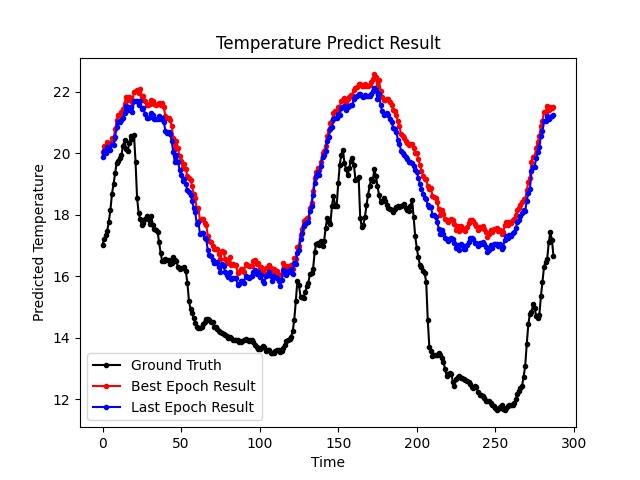 Temperature Predict Result
Predicted Temperature
22
20
18
16
14
12
Ground Truth
Best Epoch Result
Last Epoch Result
0 50 100 150 200 250 300
Time